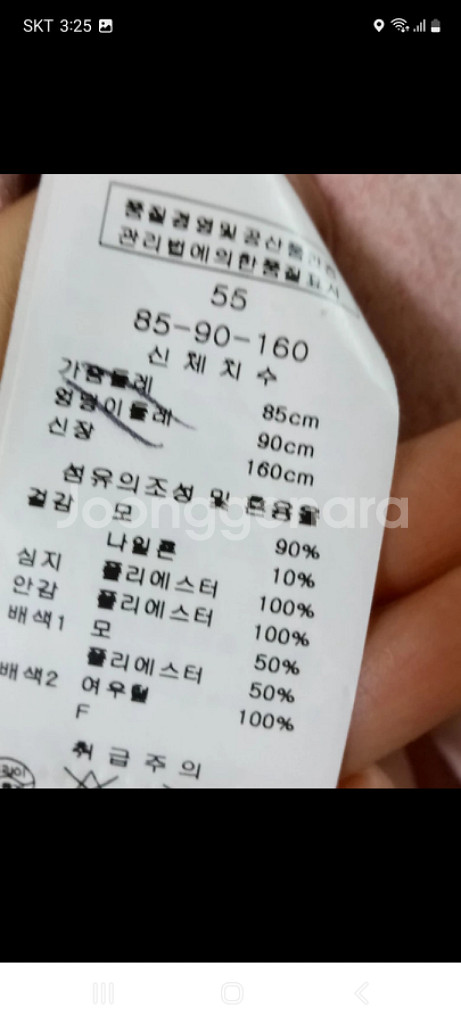 SKT 3:25
품질경영및공산품
관리법에의한품질표시
55
85-90-160
신 체 치 수
가슴둘레 85cm
엉덩이둘레 90cm
신장 160cm
섬유의조성 및 혼용율
겉감 모 90%
나일론 10%
심지 폴리에스터 100%
안감 폴리에스터 100%
배색1 모 50%
폴리에스터 50%
배색2 여우털 100%
F
취 급 주 의
Joonggonara